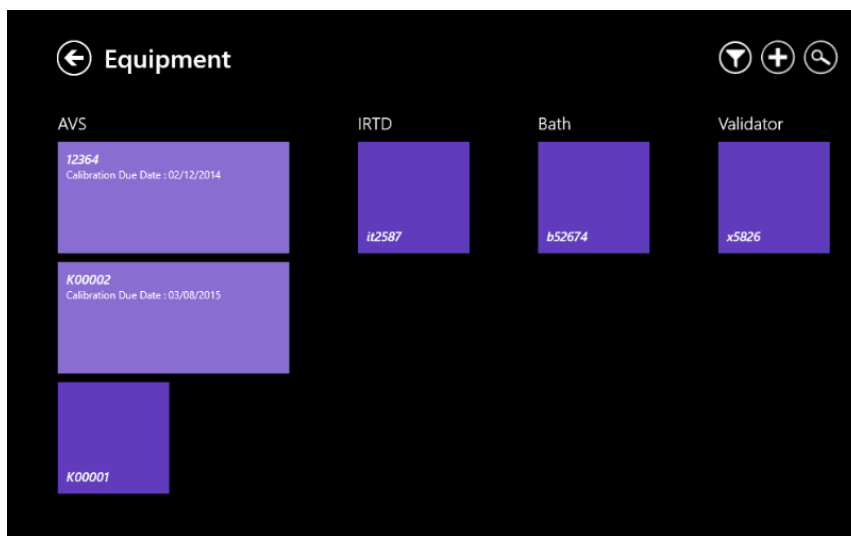 Equipment
AVS
12364
Calibration Due Date : 02/12/2014
K00002
Calibration Due Date : 03/08/2015
K00001
IRTD
it2587
Bath
b52674
Validator
x5826